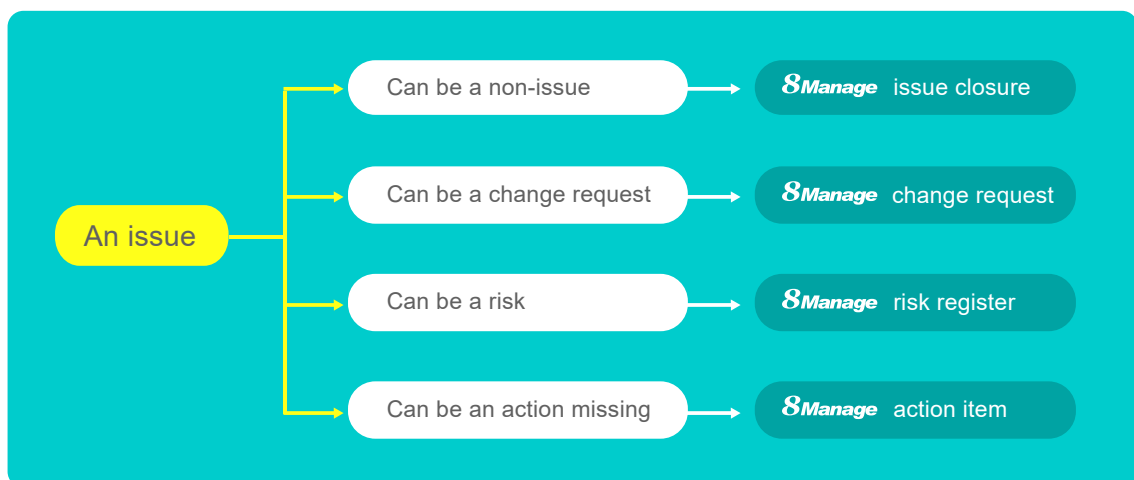 An issue
Can be a non-issue
8Manage issue closure
Can be a change request
8Manage change request
Can be a risk
8Manage risk register
Can be an action missing
8Manage action item